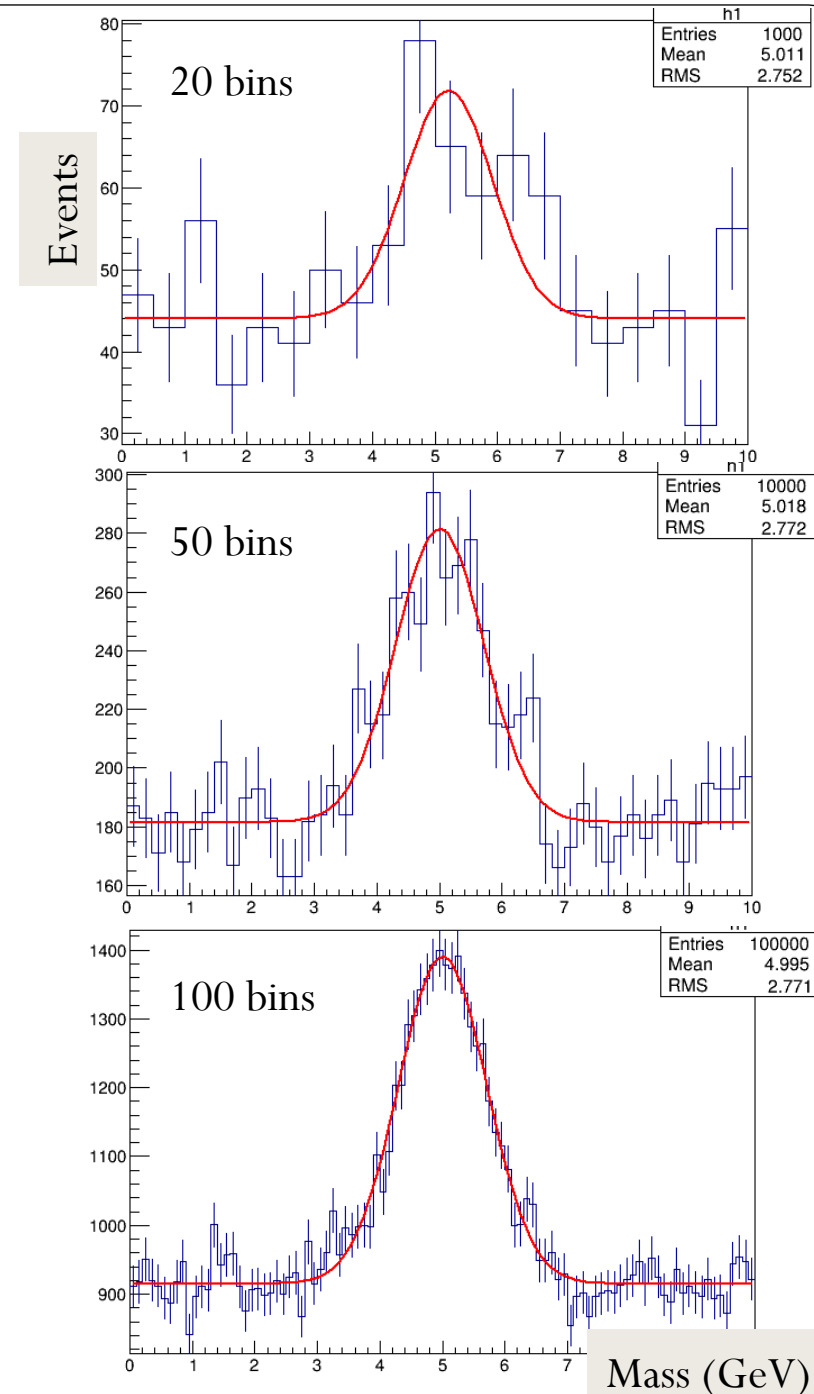 h1
Entries 1000
Mean 5.011
RMS 2.752
20 bins
Events
80
70
60
50
40
30
0 1 2 3 4 5 6 7 8 9 10
Entries 10000
Mean 5.018
RMS 2.772
50 bins
300
280
260
240
220
200
180
160
0 1 2 3 4 5 6 7 8 9 10
Entries 100000
Mean 4.995
RMS 2.771
100 bins
1400
1300
1200
1100
1000
900
0 1 2 3 4 5 6 7
Mass (GeV)